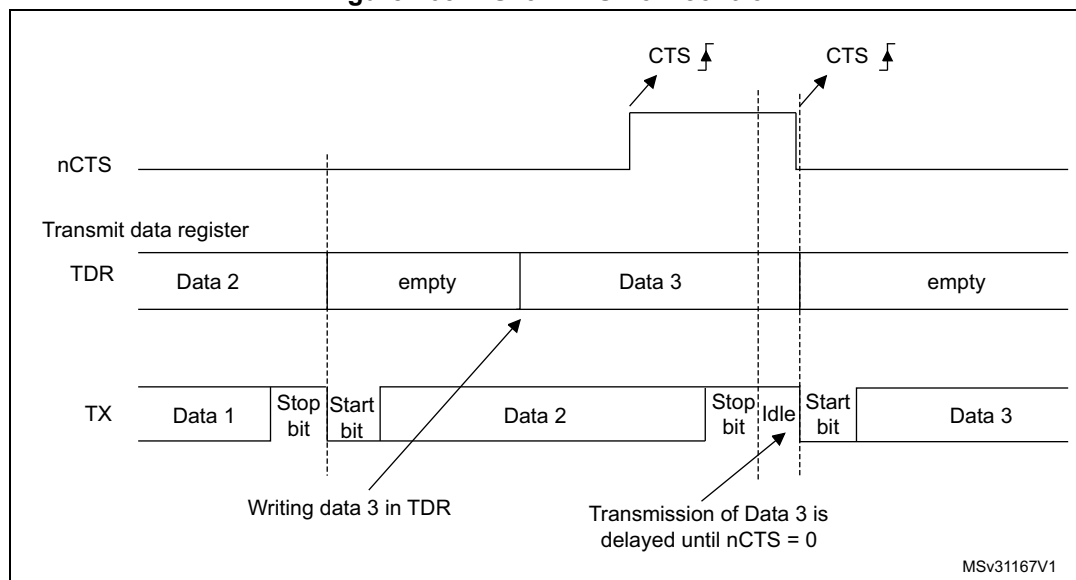 CTS CTS
nCTS
Transmit data register
TDR Data 2 empty Data 3 empty
TX Data 1 Stop bit Start bit Data 2 Stop bit Idle Start bit Data 3
Writing data 3 in TDR
Transmission of Data 3 is
delayed until nCTS = 0
MSv31167V1